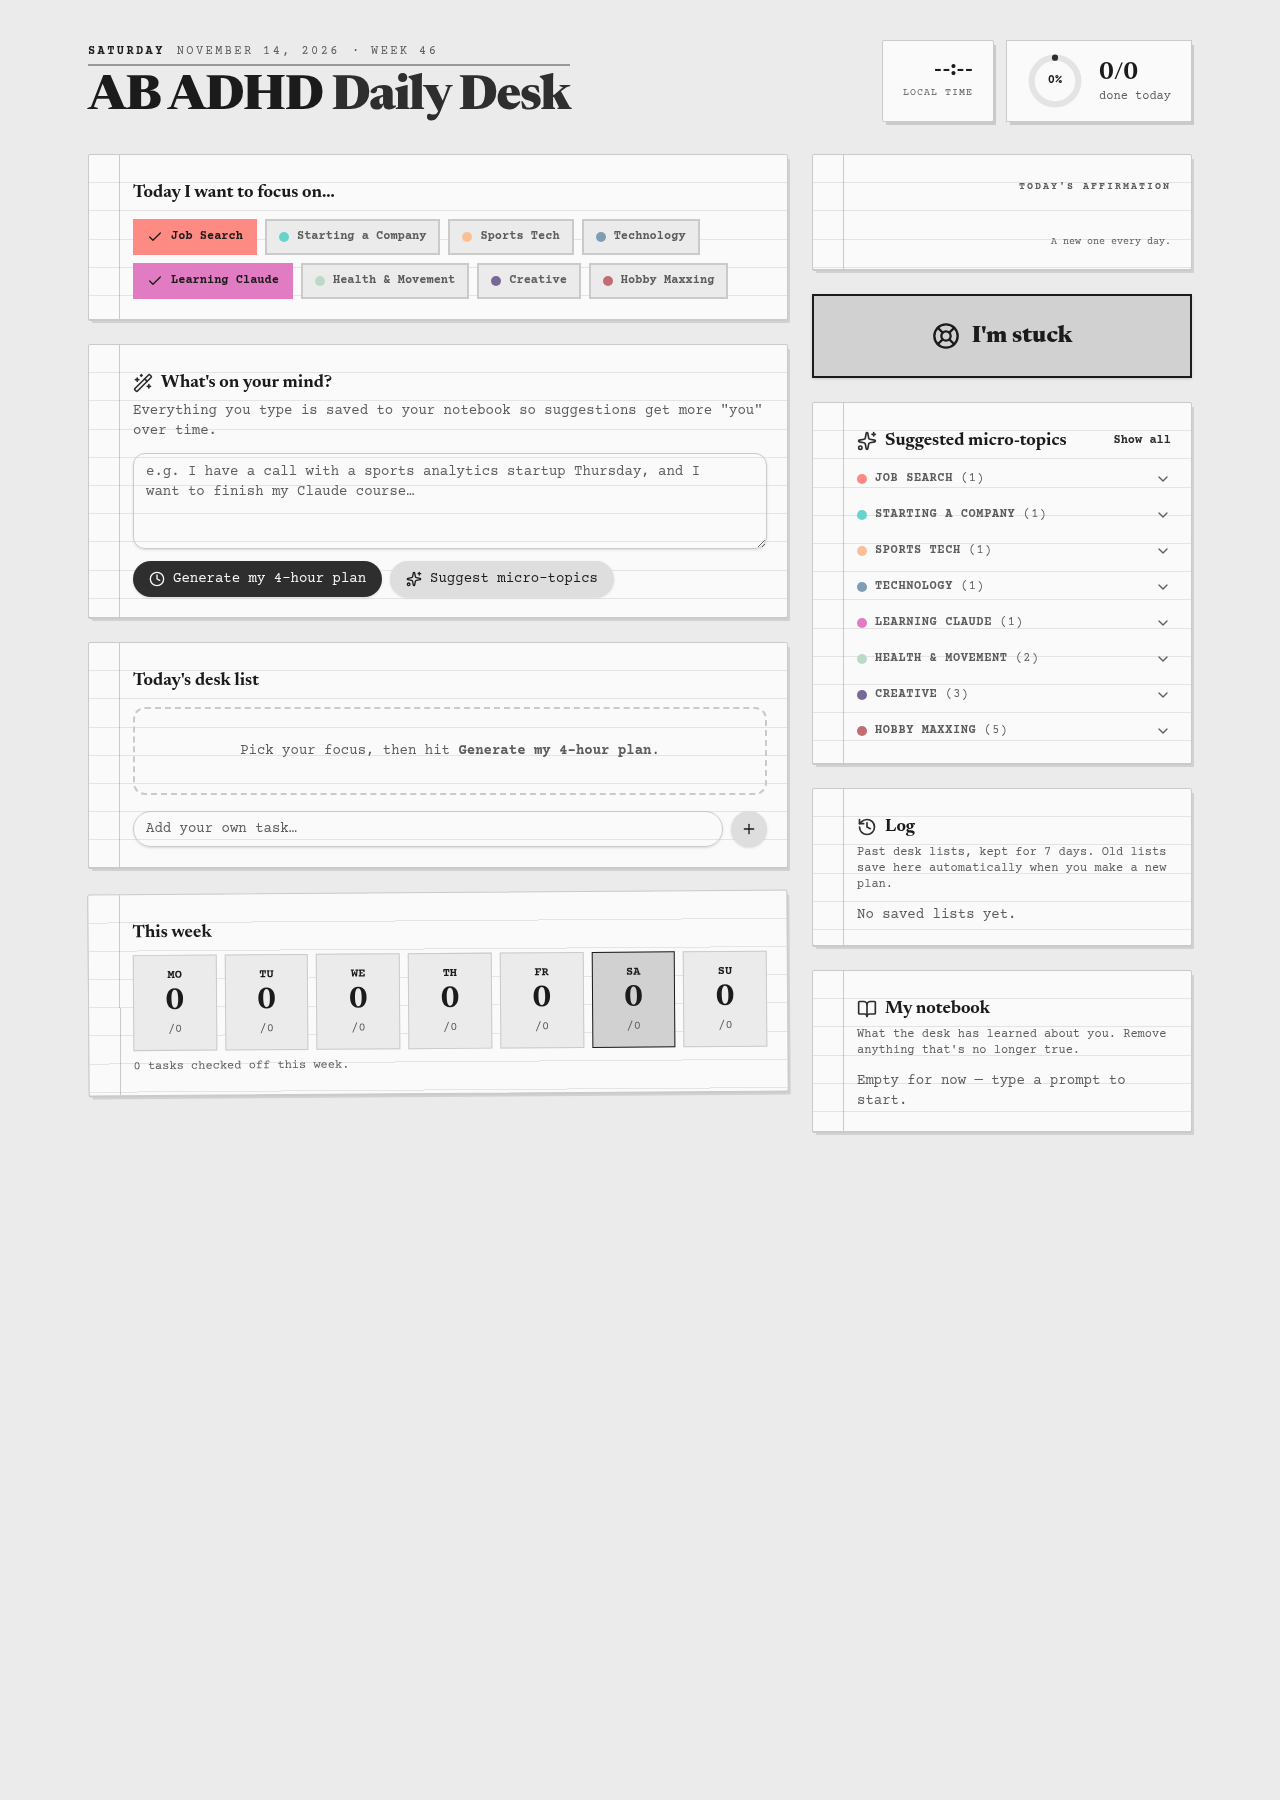 SATURDAY NOVEMBER 14, 2026 · WEEK 46
AB ADHD Daily Desk
--:--
LOCAL TIME
0%
0/0
done today
Today I want to focus on…
Job Search
Starting a Company
Sports Tech
Technology
Learning Claude
Health & Movement
Creative
Hobby Maxxing
What's on your mind?
Everything you type is saved to your notebook so suggestions get more "you"
over time.
e.g. I have a call with a sports analytics startup Thursday, and I
want to finish my Claude course…
Generate my 4-hour plan
Suggest micro-topics
Today's desk list
Pick your focus, then hit Generate my 4-hour plan.
Add your own task…
This week
MO
0
/0
TU
0
/0
WE
0
/0
TH
0
/0
FR
0
/0
SA
0
/0
SU
0
/0
0 tasks checked off this week.
TODAY'S AFFIRMATION
A new one every day.
I'm stuck
Suggested micro-topics
Show all
JOB SEARCH (1)
STARTING A COMPANY (1)
SPORTS TECH (1)
TECHNOLOGY (1)
LEARNING CLAUDE (1)
HEALTH & MOVEMENT (2)
CREATIVE (3)
HOBBY MAXXING (5)
Log
Past desk lists, kept for 7 days. Old lists
save here automatically when you make a new
plan.
No saved lists yet.
My notebook
What the desk has learned about you. Remove
anything that's no longer true.
Empty for now — type a prompt to
start.